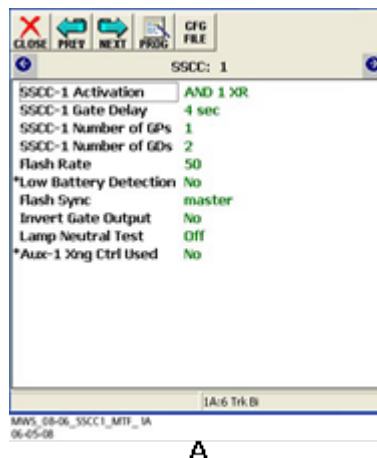 CLOSE PREV NEXT PROG CFG FILE
SSCC: 1
SSCC-1 Activation AND 1 XR
SSCC-1 Gate Delay 4 sec
SSCC-1 Number of GPs 1
SSCC-1 Number of GDs 2
Flash Rate 50
*Low Battery Detection No
Flash Sync master
Invert Gate Output No
Lamp Neutral Test Off
*Aux-1 Xng Ctrl Used No
1A:6 Trk Bi
MWS_08-06_SSCC1_MTF_1A
06-05-08
A